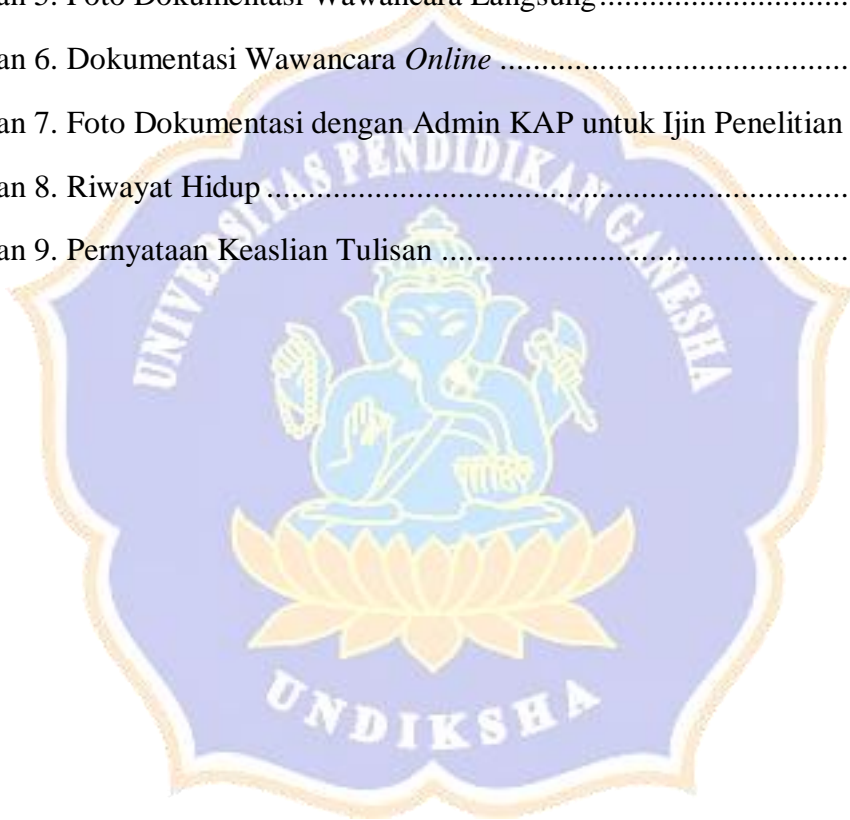 an 5. Foto Dokumentasi Wawancara Langsung..............................
an 6. Dokumentasi Wawancara Online ..........................................
an 7. Foto Dokumentasi dengan Admin KAP untuk Ijin Penelitian
an 8. Riwayat Hidup .......................................................................
an 9. Pernyataan Keaslian Tulisan .................................................
UNIVERSITAS PENDIDIKAN GANESHA
UNDIKSHA